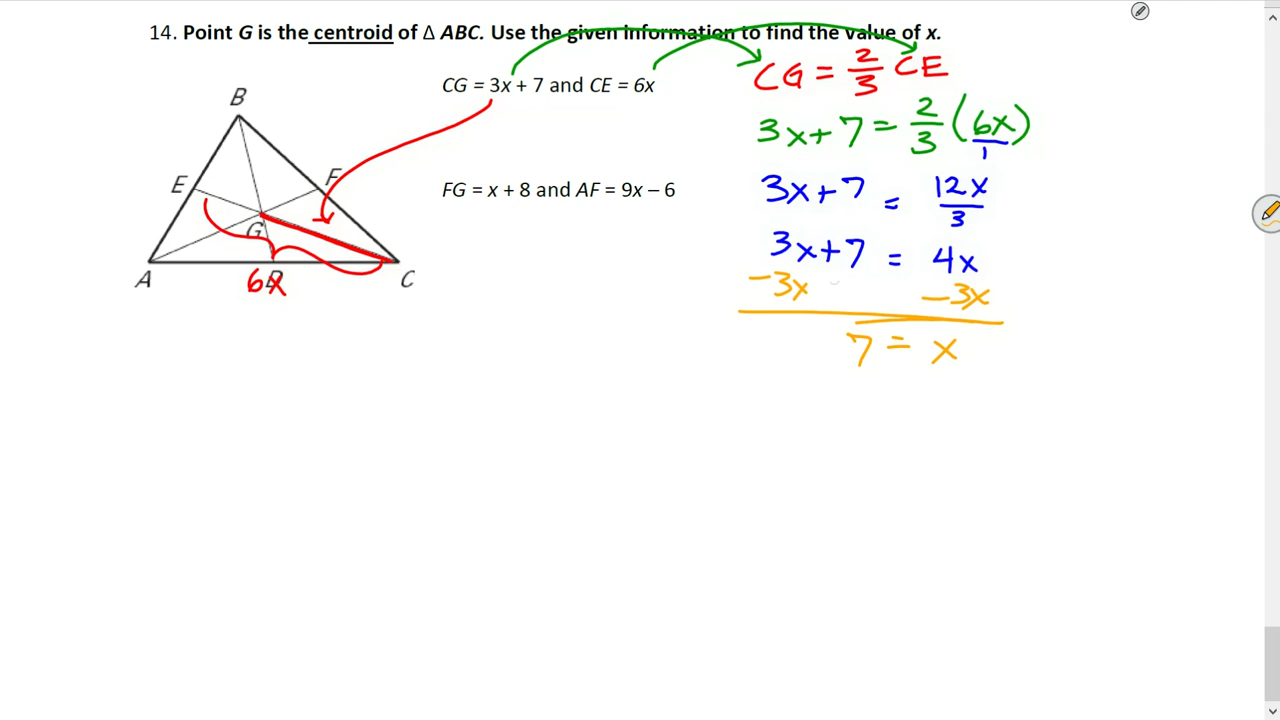 14. Point G is the centroid of Δ ABC. Use the given information to find the value of x.
CG = 3x + 7 and CE = 6x
CG = 2/3 CE
3x + 7 = 2/3 (6x/1)
FG = x + 8 and AF = 9x – 6
3x + 7 = 12x/3
3x + 7 = 4x
-3x -3x
7 = x
B
E
F
G
A
D
C
6x